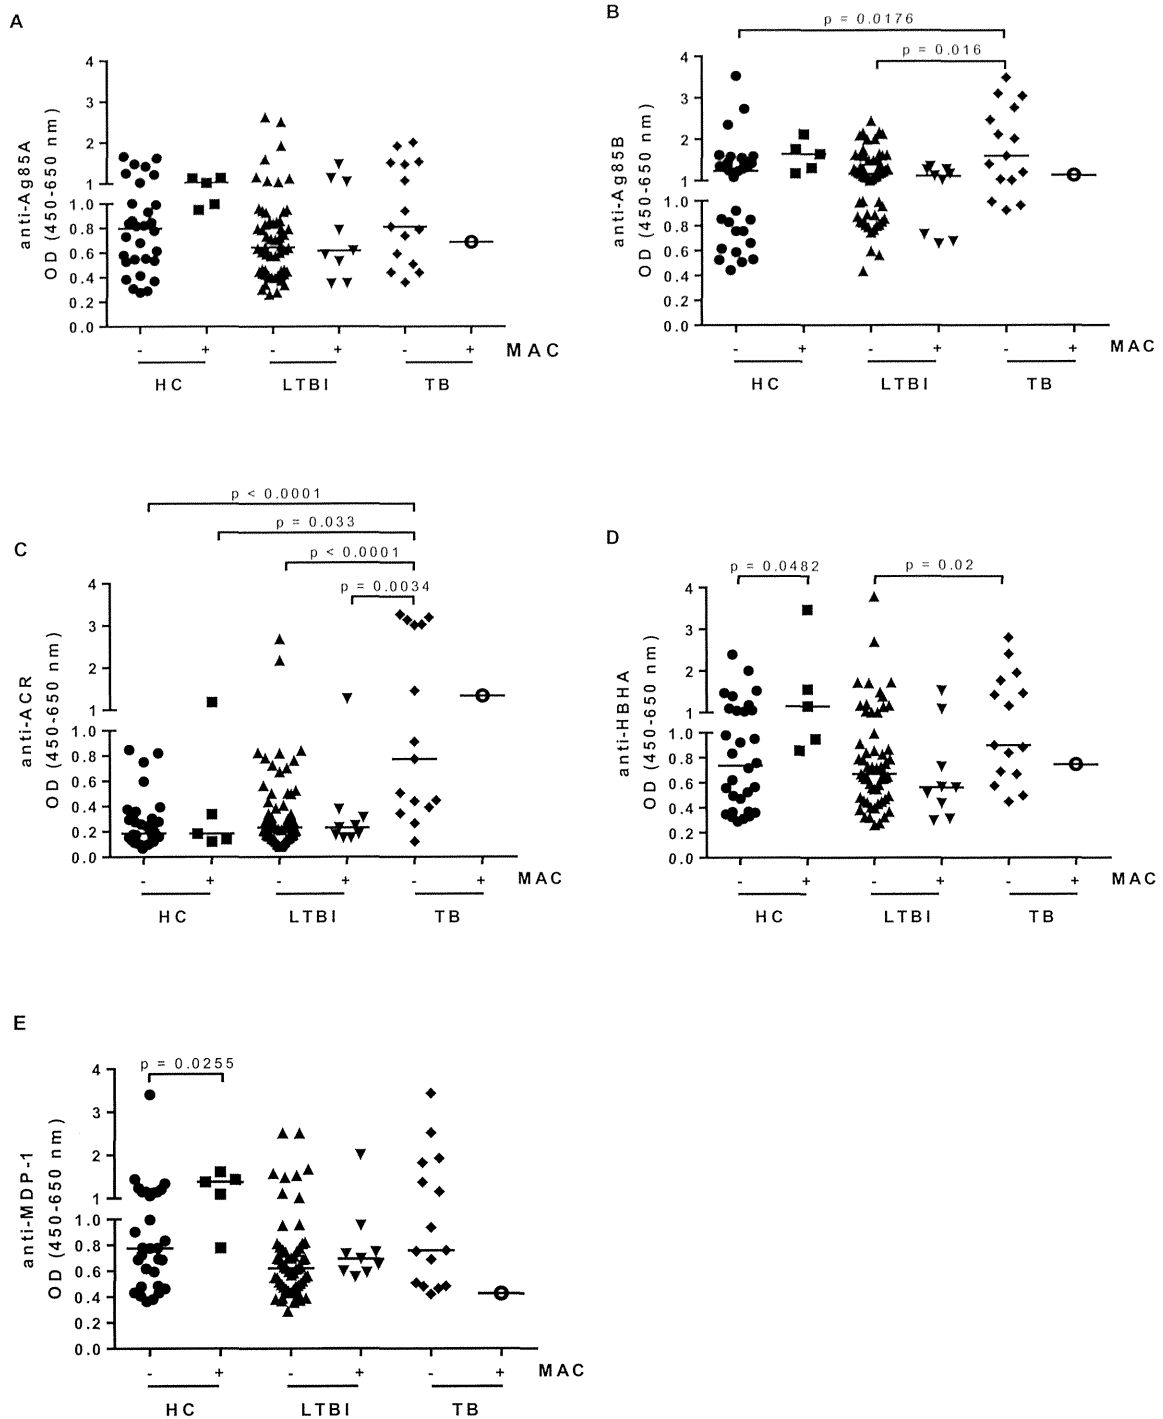 A
anti-Ag85A
OD (450-650 nm)
4
3
2
1
1.0
0.8
0.6
0.4
0.2
0.0
- + - + - + MAC
HC LTBI TB
B
p = 0.0176
p = 0.016
anti-Ag85B
OD (450-650 nm)
4
3
2
1
1.0
0.8
0.6
0.4
0.2
0.0
- + - + - + MAC
HC LTBI TB
C
p < 0.0001
p = 0.033
p < 0.0001
p = 0.0034
anti-ACR
OD (450-650 nm)
4
3
2
1
1.0
0.8
0.6
0.4
0.2
0.0
- + - + - + MAC
HC LTBI TB
D
p = 0.0482
p = 0.02
anti-HBHA
OD (450-650 nm)
4
3
2
1
1.0
0.8
0.6
0.4
0.2
0.0
- + - + - + MAC
HC LTBI TB
E
p = 0.0255
anti-MDP-1
OD (450-650 nm)
4
3
2
1
1.0
0.8
0.6
0.4
0.2
0.0
- + - + - + MAC
HC LTBI TB